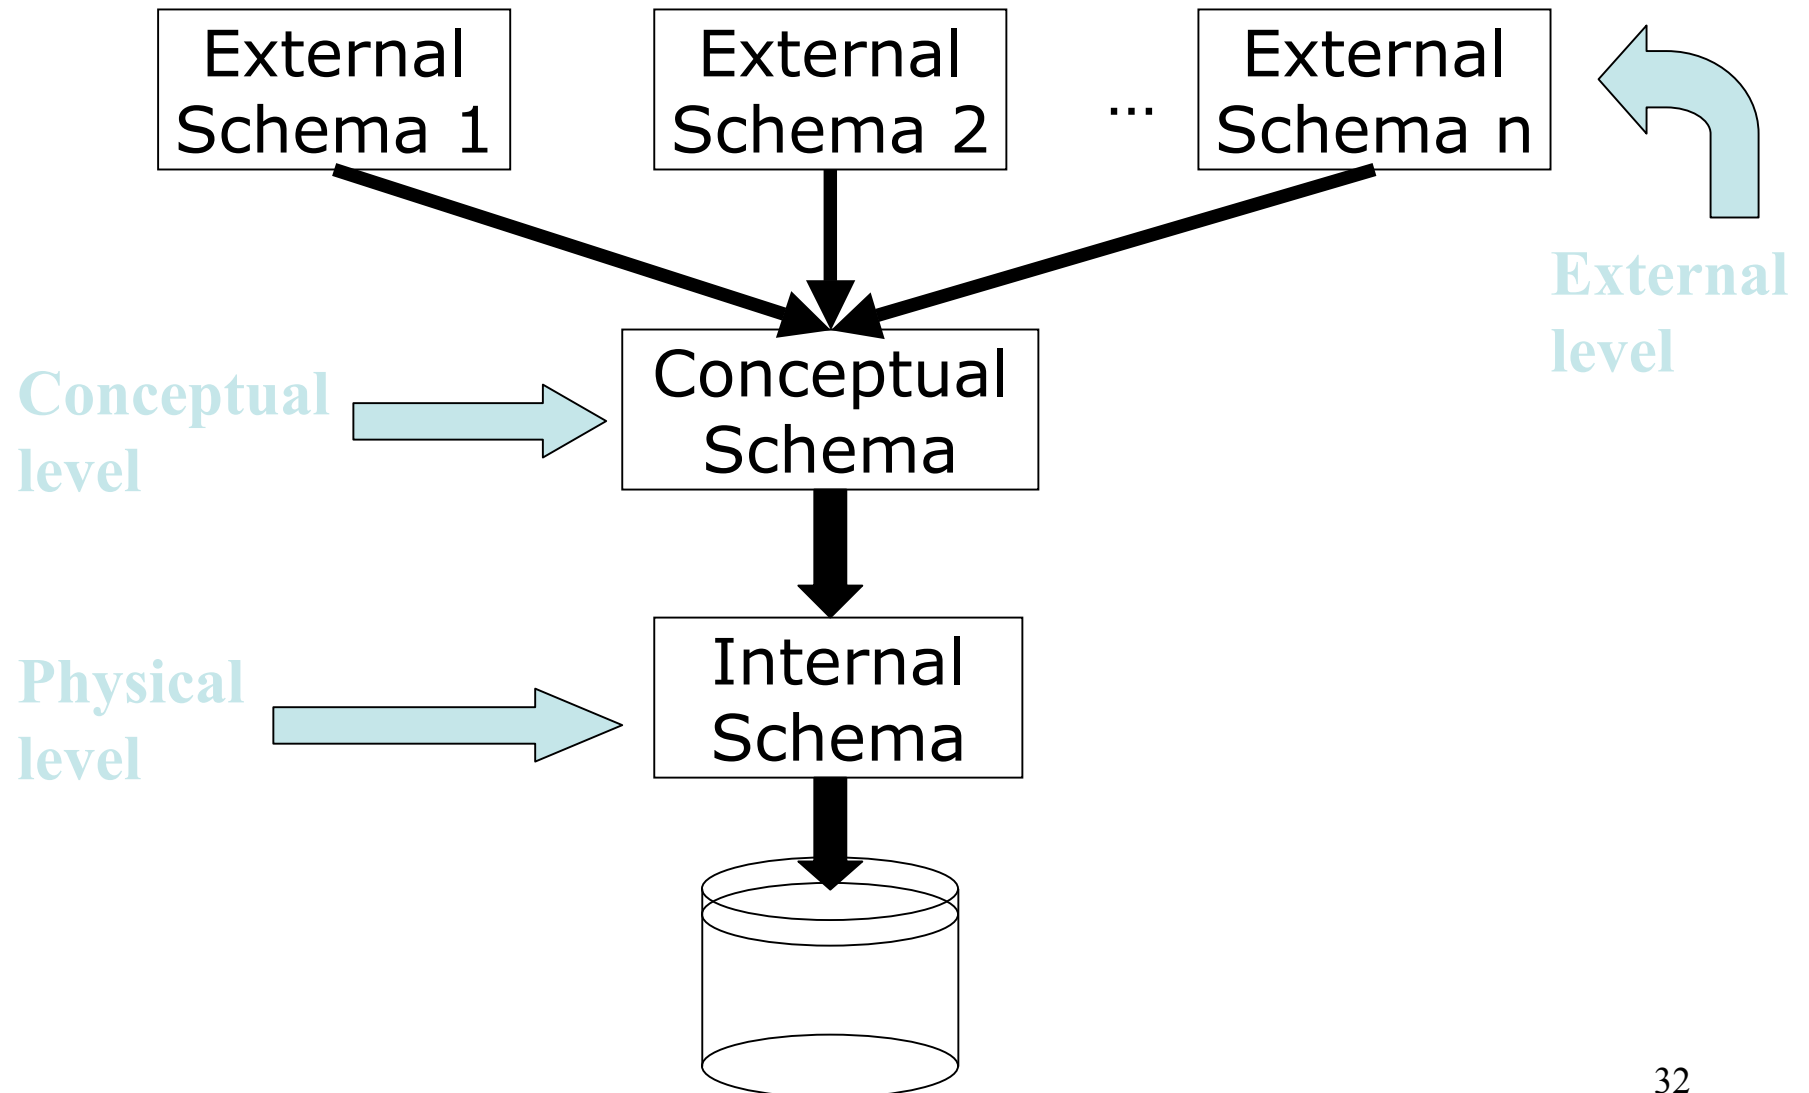 External
Schema 1
External
Schema 2
...
External
Schema n
External
level
Conceptual
level
Conceptual
Schema
Physical
level
Internal
Schema
32